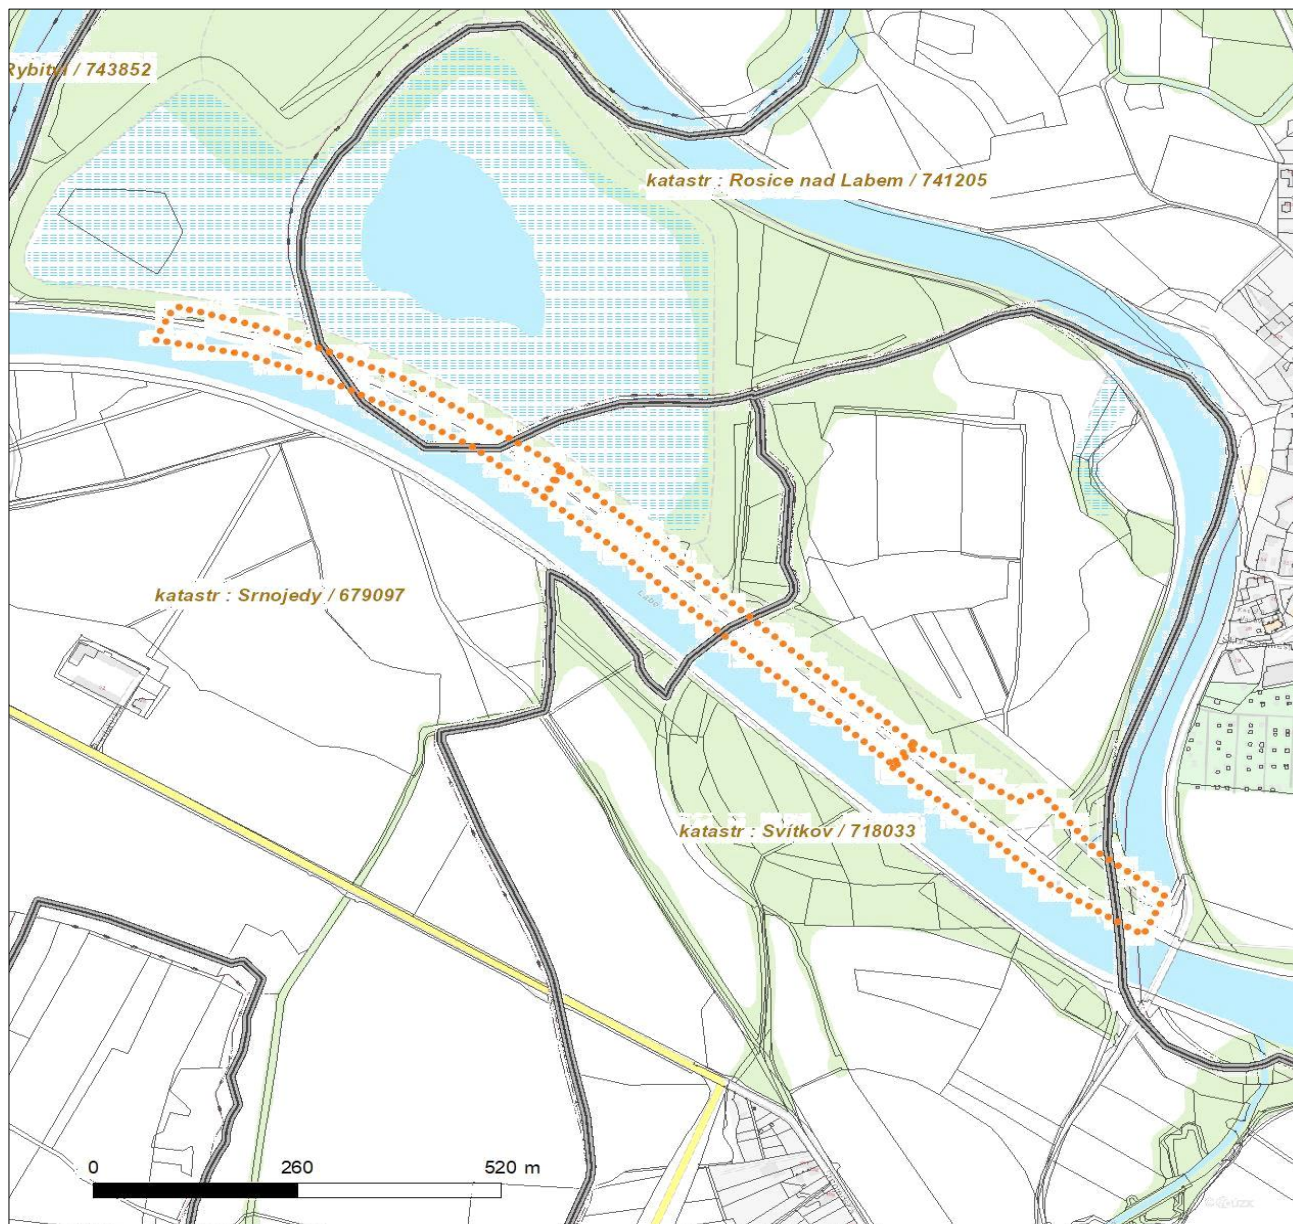 Rybitví / 743852
katastr : Rosice nad Labem / 741205
katastr : Srnojedy / 679097
katastr : Svítkov / 718033
0 260 520 m